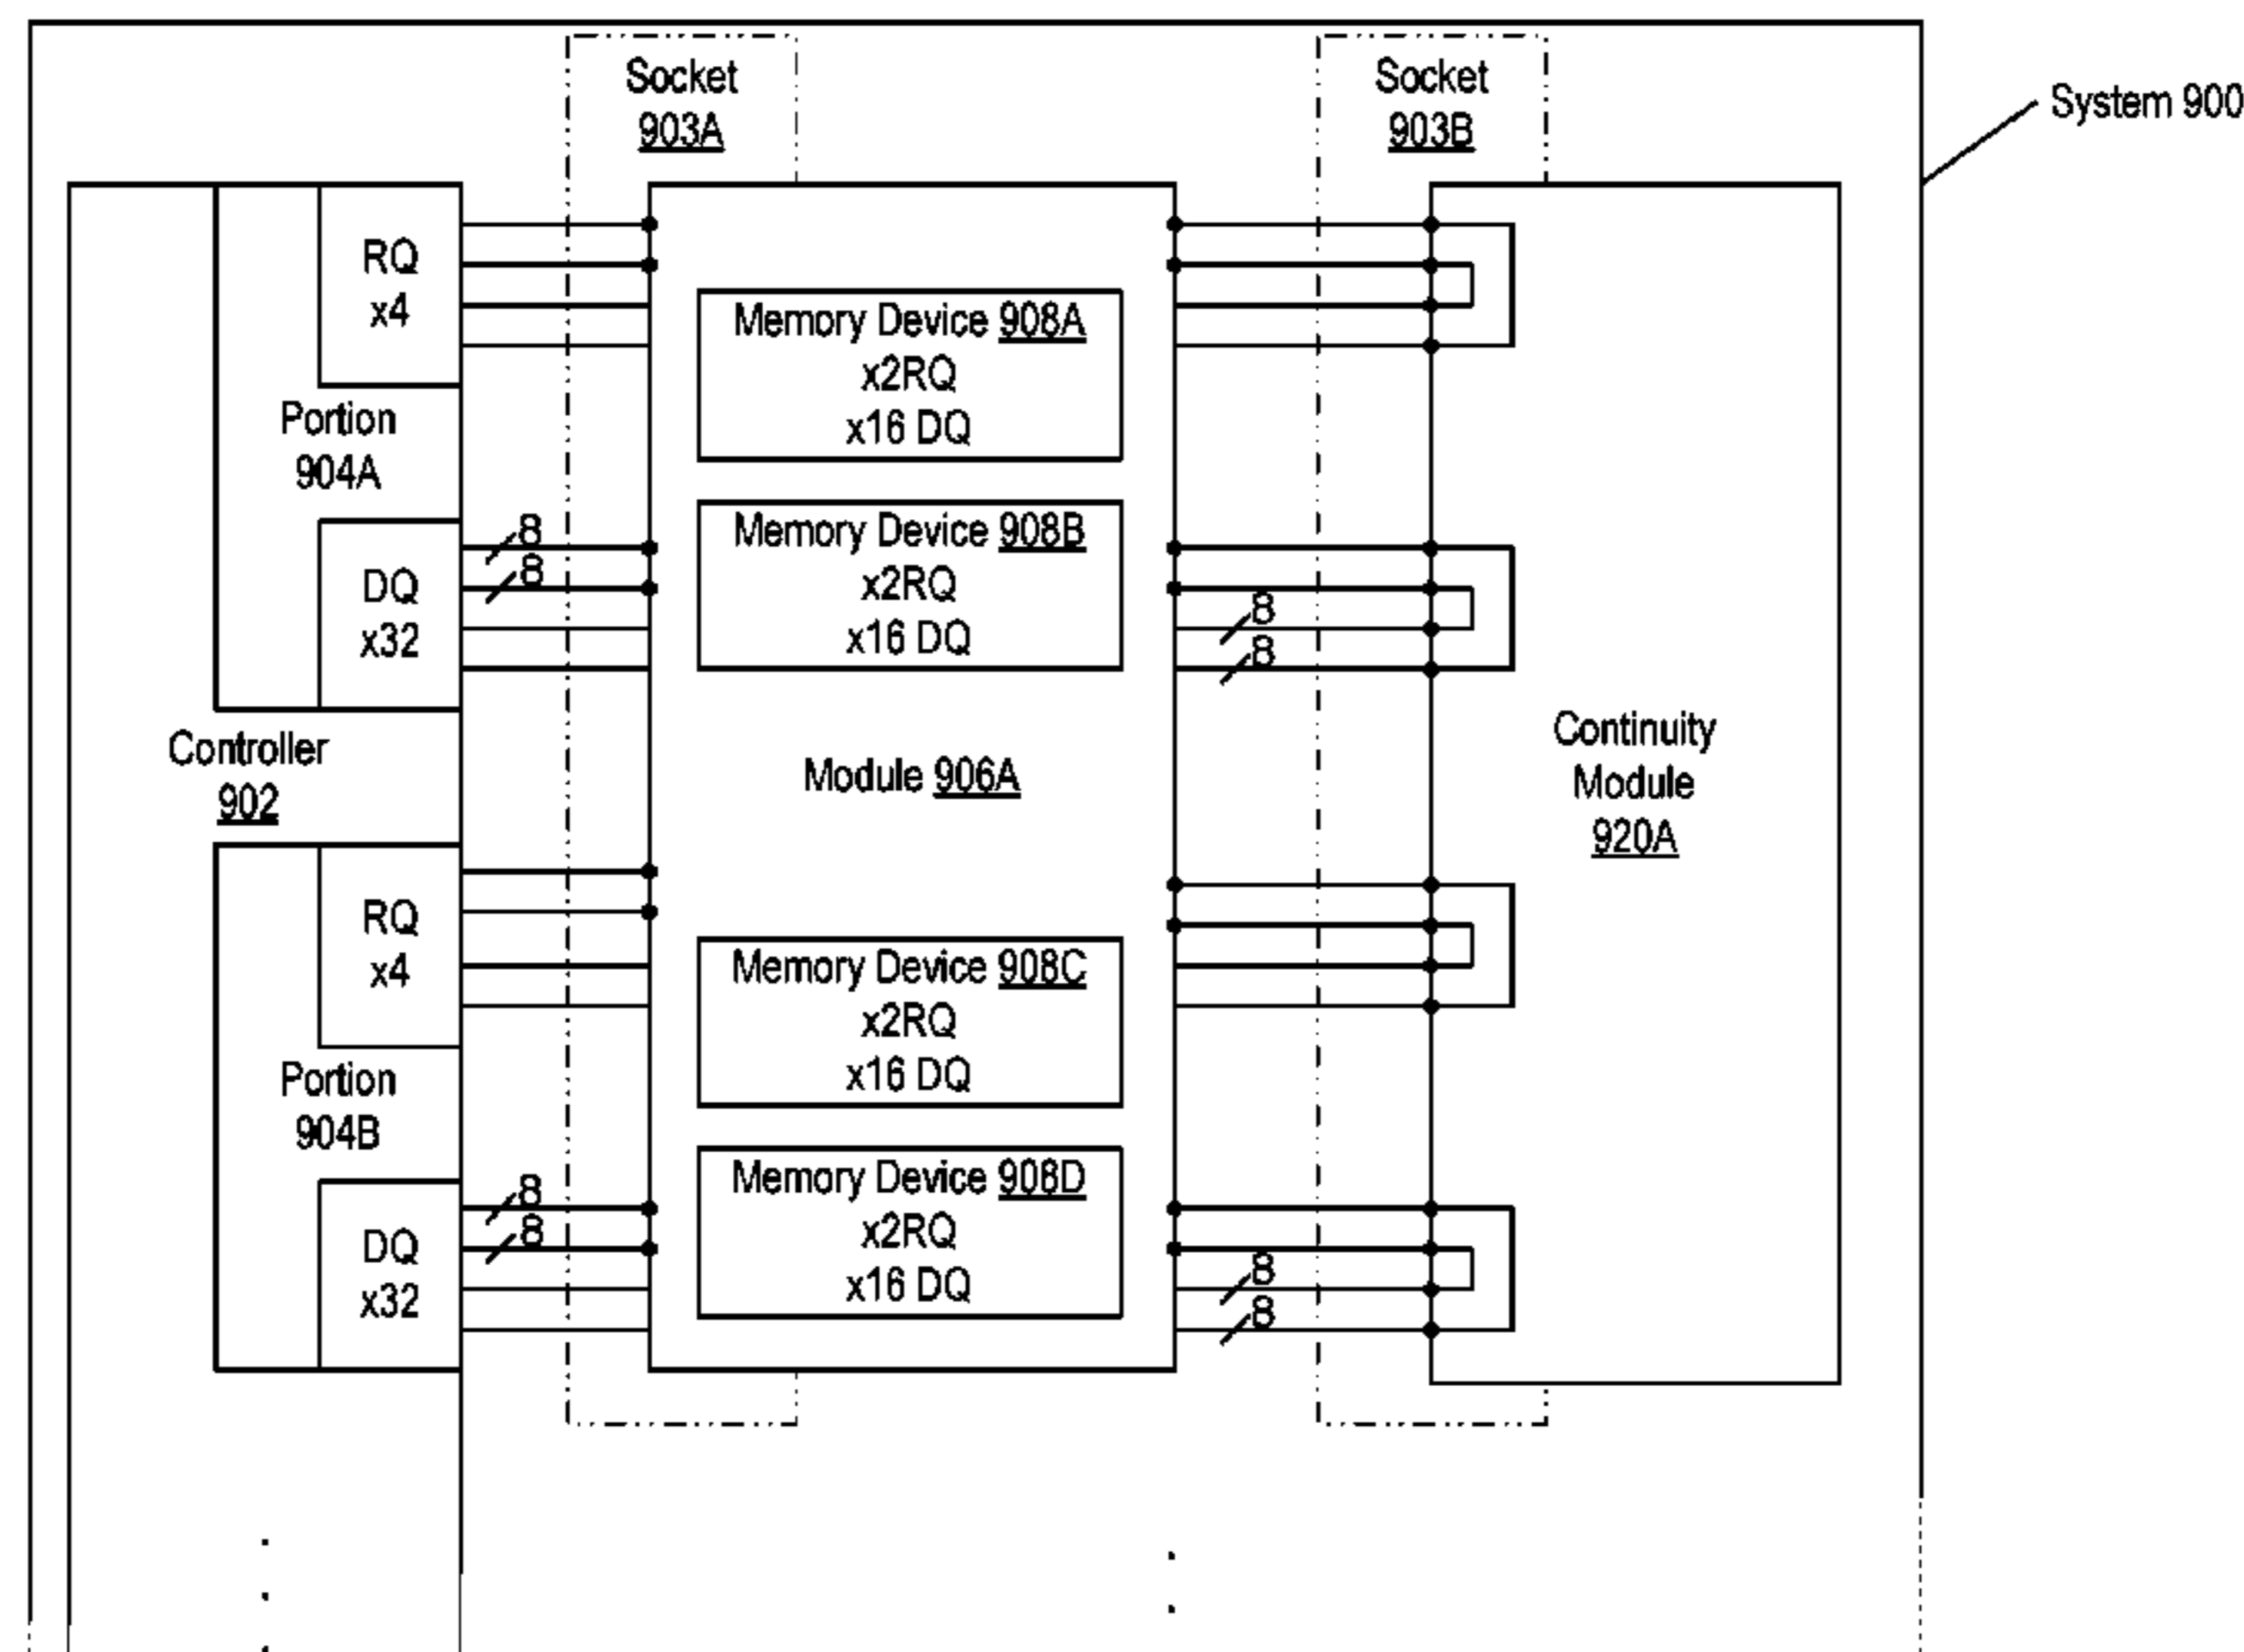 Socket
903A
Socket
903B
System 900
RQ
x4
Portion
904A
8
8
DQ
x32
Controller
902
RQ
x4
Portion
904B
8
8
DQ
x32
Memory Device 908A
x2RQ
x16 DQ
Memory Device 908B
x2RQ
x16 DQ
Module 906A
Memory Device 908C
x2RQ
x16 DQ
Memory Device 908D
x2RQ
x16 DQ
8
8
8
8
Continuity
Module
920A